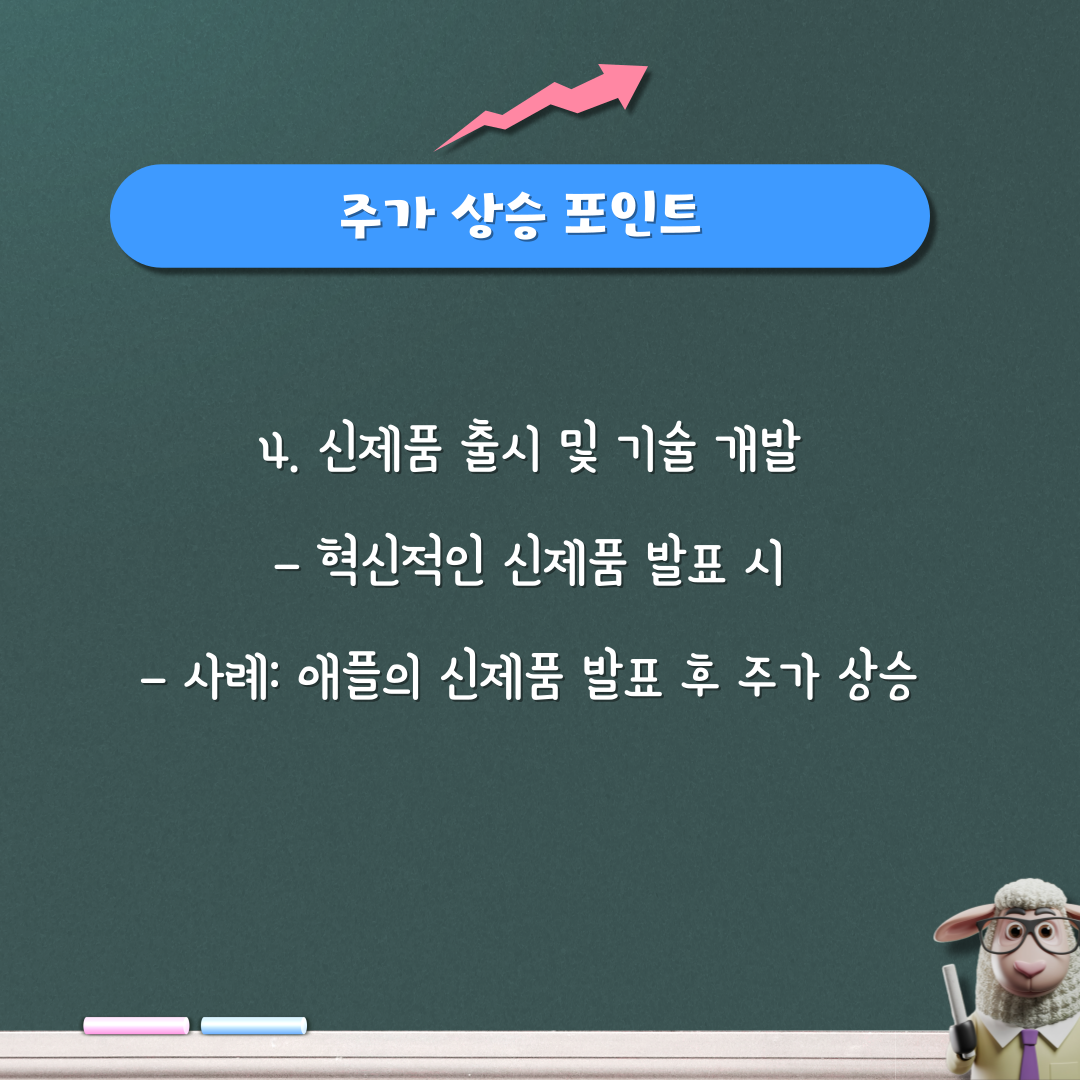 주가 상승 포인트
4. 신제품 출시 및 기술 개발
- 혁신적인 신제품 발표 시
- 사례: 애플의 신제품 발표 후 주가 상승